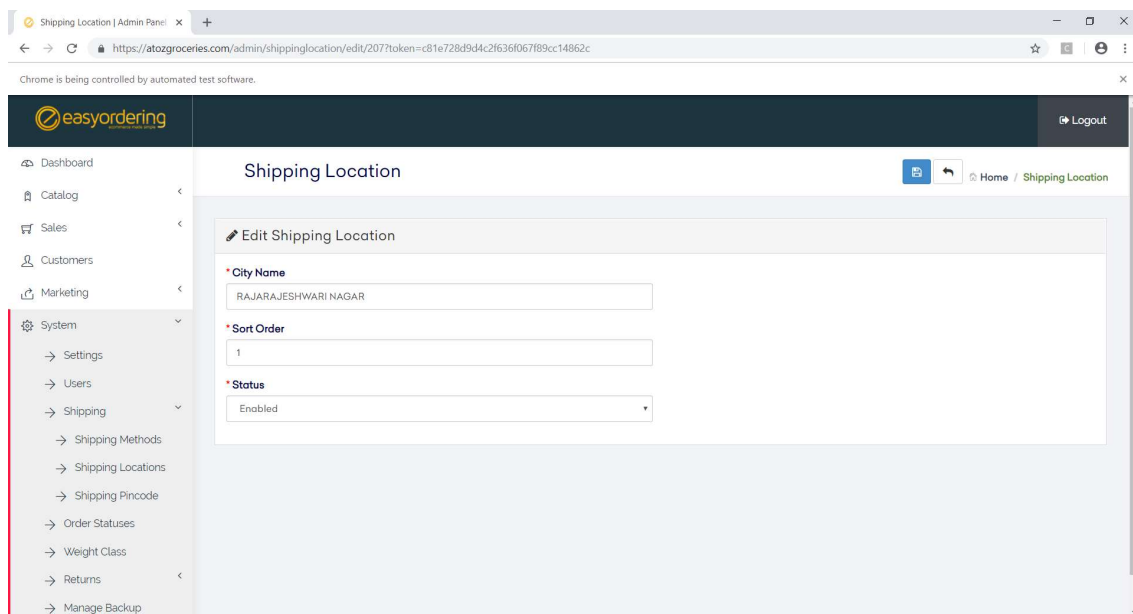 Shipping Location | Admin Panel
https://atozgroceries.com/admin/shippinglocation/edit/207?token=c81e728d9d4c2f636f067f89cc14862c
Chrome is being controlled by automated test software.
easyordering
ecommerce made simple
Logout
Dashboard
Shipping Location
Home / Shipping Location
Catalog
Sales
Edit Shipping Location
Customers
* City Name
Marketing
RAJARAJESHWARI NAGAR
System
* Sort Order
Settings
1
Users
* Status
Shipping
Enabled
Shipping Methods
Shipping Locations
Shipping Pincode
Order Statuses
Weight Class
Returns
Manage Backup